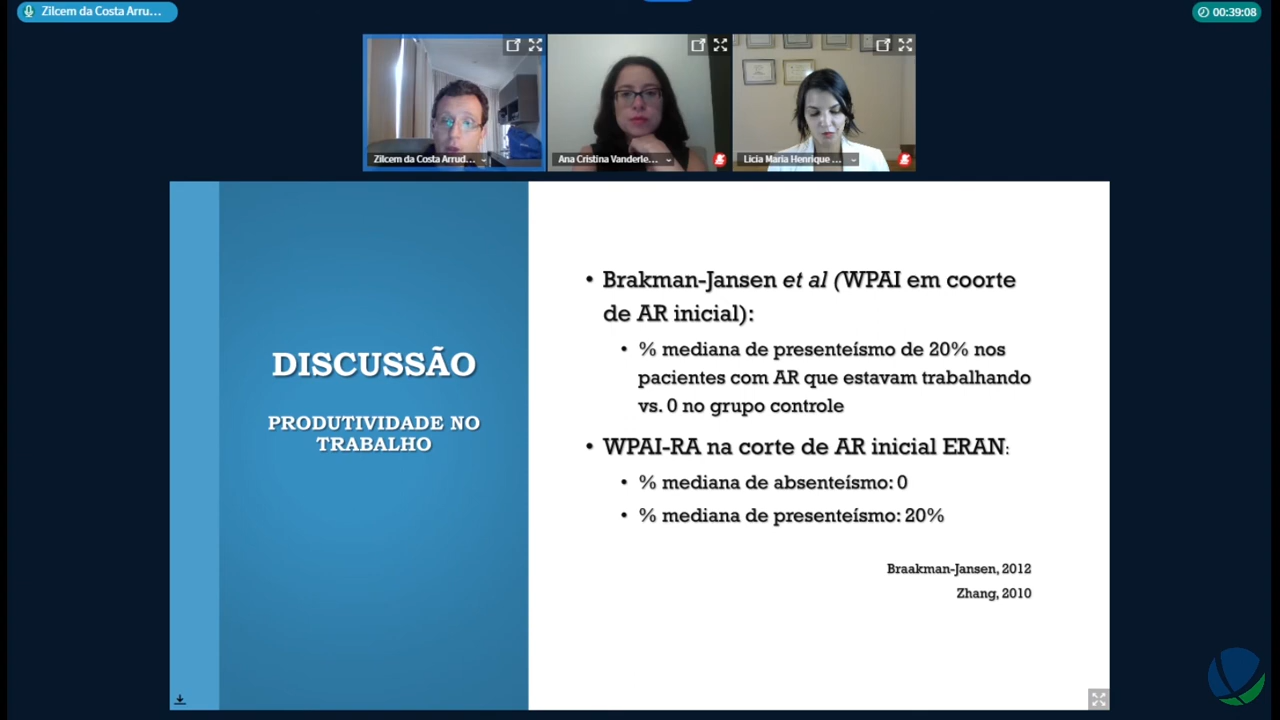 Zilcem da Costa Arru...
00:39:08
Zilcem da Costa Arrud...
Ana Cristina Vanderle...
Licia Maria Henrique ...
DISCUSSÃO
PRODUTIVIDADE NO
TRABALHO
• Brakman-Jansen et al (WPAI em coorte
de AR inicial):
• % mediana de presenteísmo de 20% nos
pacientes com AR que estavam trabalhando
vs. 0 no grupo controle
• WPAI-RA na corte de AR inicial ERAN:
• % mediana de absenteísmo: 0
• % mediana de presenteísmo: 20%
Braakman-Jansen, 2012
Zhang, 2010